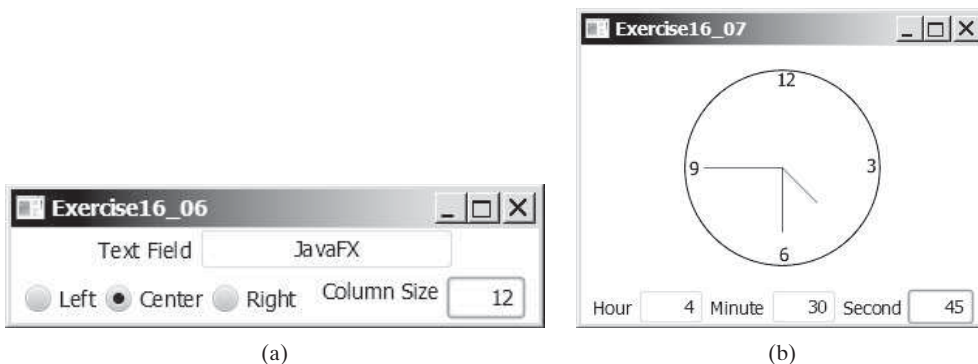 Exercise16_06
Text Field JavaFX
Left Center Right Column Size 12
(a)
Exercise16_07
12
9 3
6
Hour 4 Minute 30 Second 45
(b)